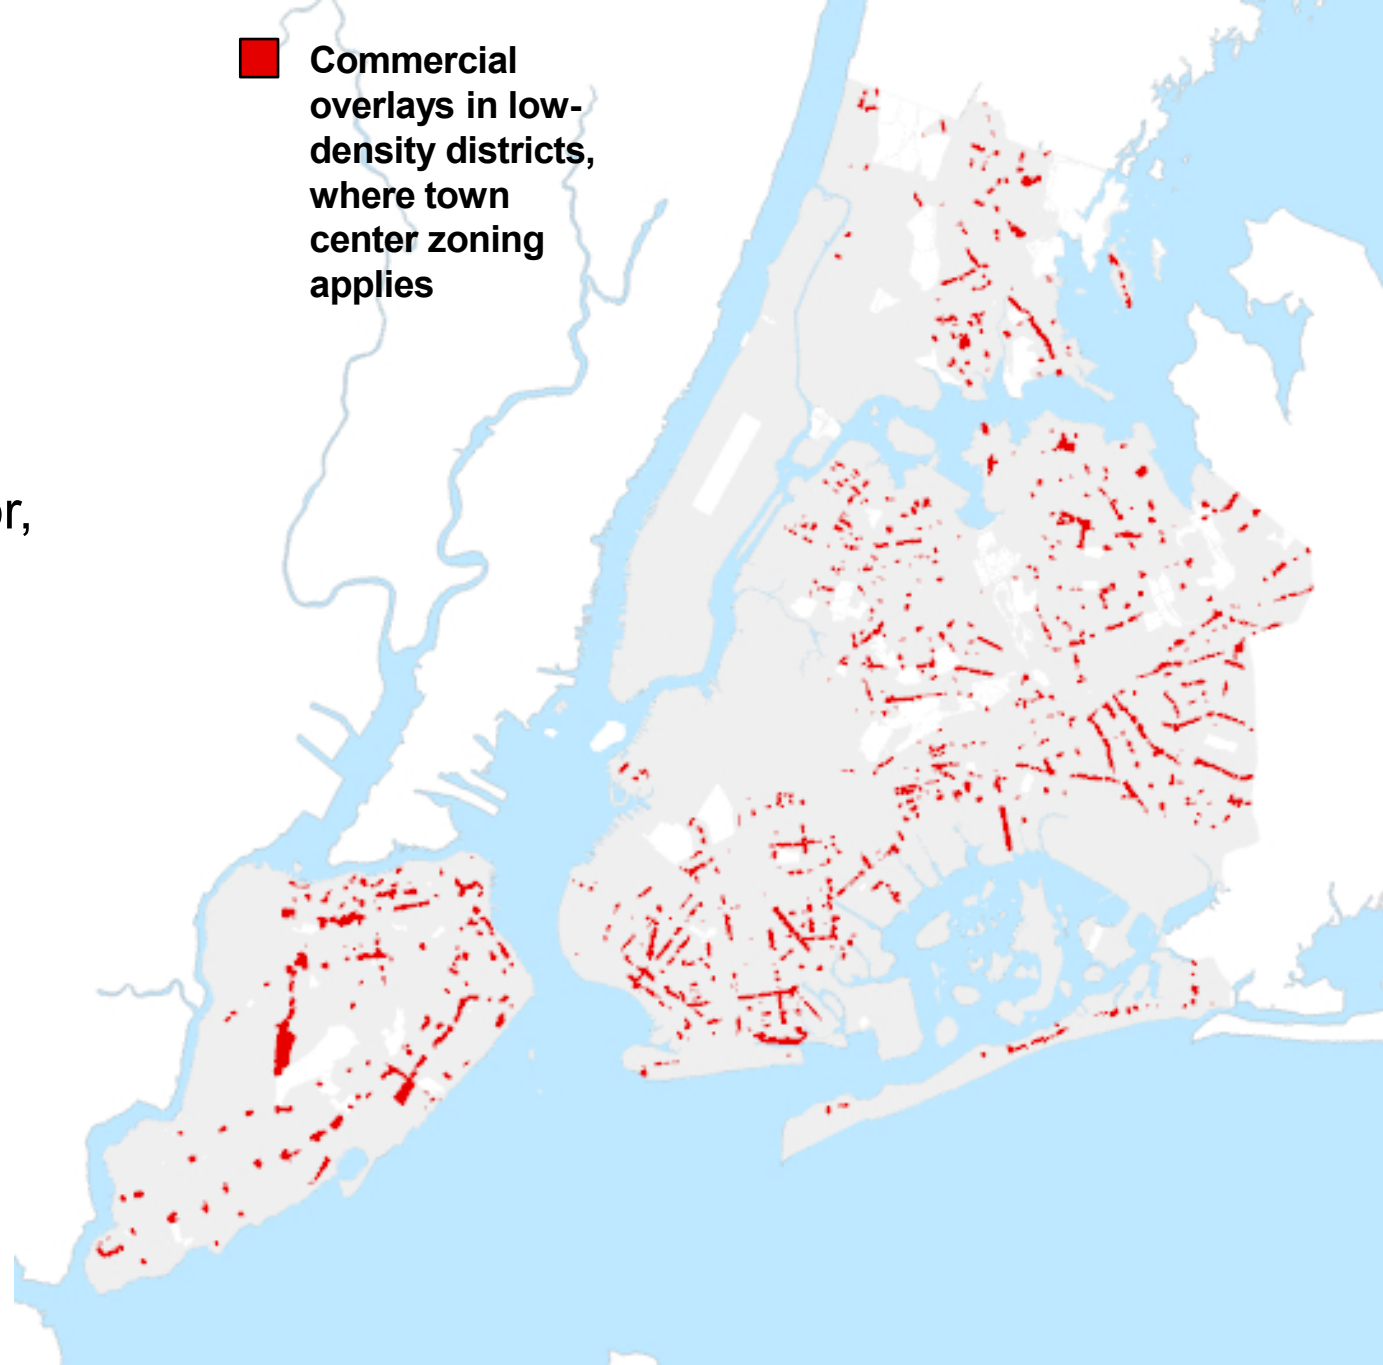 Commercial
overlays in low-
density districts,
where town
center zoning
applies
r,